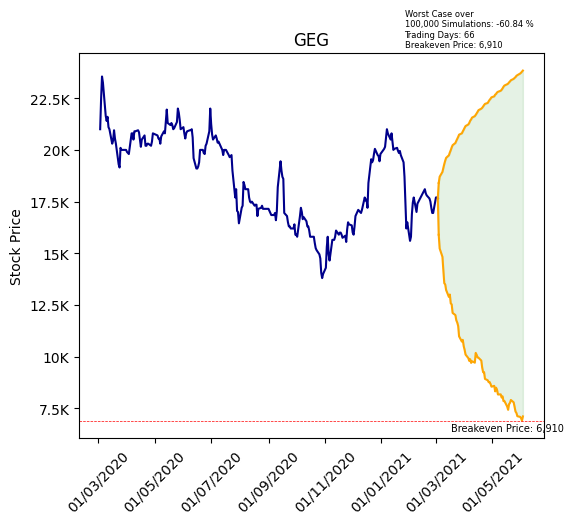 Worst Case over
100,000 Simulations: -60.84 %
Trading Days: 66
Breakeven Price: 6,910
GEG
Stock Price
22.5K
20K
17.5K
15K
12.5K
10K
7.5K
Breakeven Price: 6,910
01/03/2020
01/05/2020
01/07/2020
01/09/2020
01/11/2020
01/01/2021
01/03/2021
01/05/2021